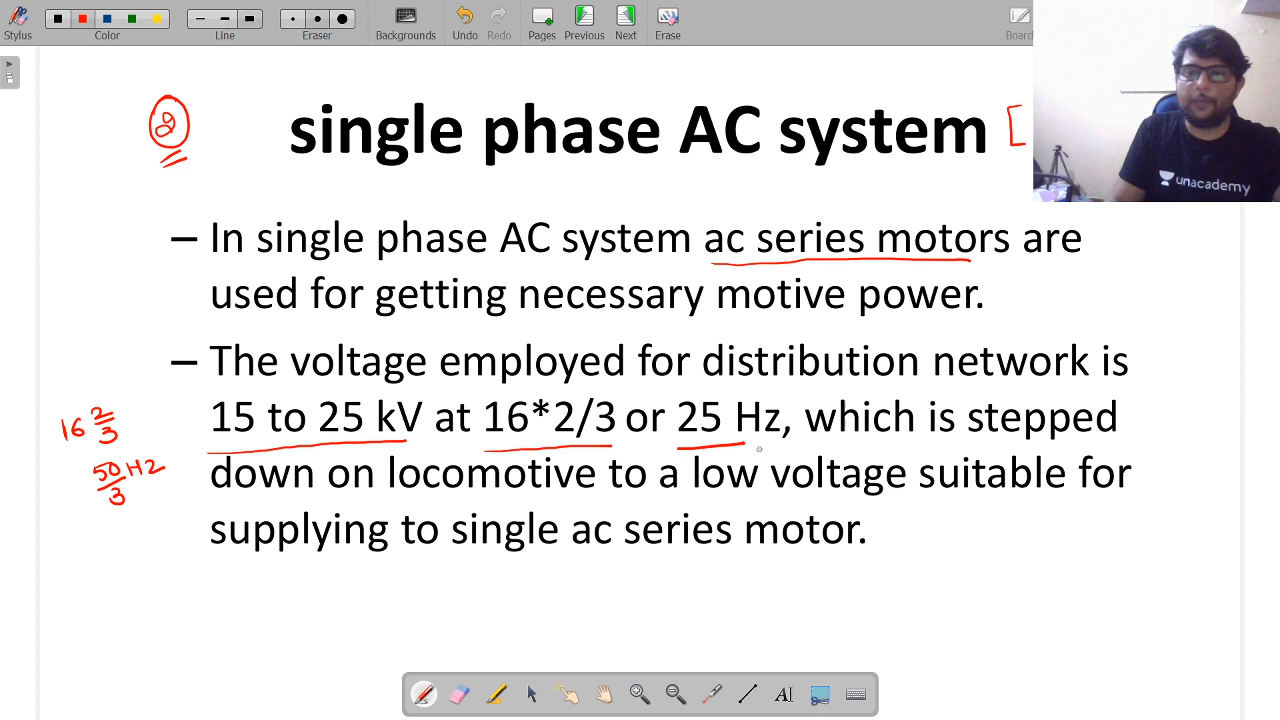 Stylus
Color
Line
Eraser
Backgrounds
Undo
Redo
Pages
Previous
Next
Erase
Board
unacademy
2
single phase AC system [
– In single phase AC system ac series motors are
used for getting necessary motive power.
– The voltage employed for distribution network is
15 to 25 kV at 16*2/3 or 25 Hz, which is stepped
down on locomotive to a low voltage suitable for
supplying to single ac series motor.
16 2/3
50/3 HZ
AI